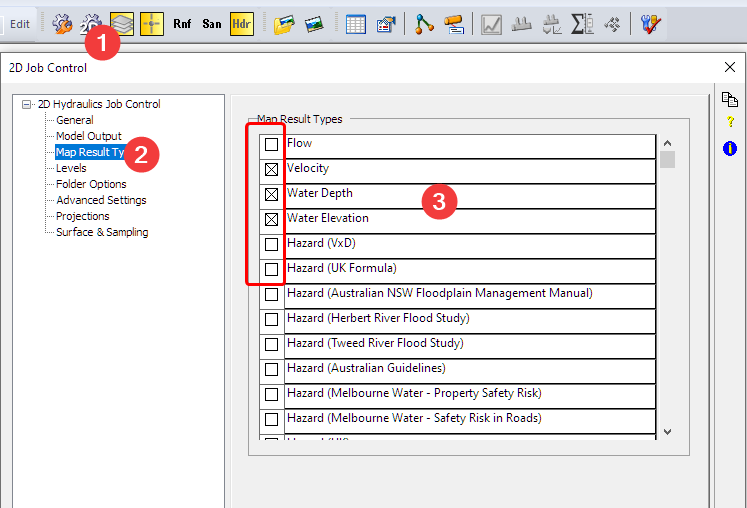 Edit
2
Rnf
San
Hdr
1
2D Job Control
2D Hydraulics Job Control
General
Model Output
Map Result Ty
Levels
Folder Options
Advanced Settings
Projections
Surface & Sampling
2
Map Result Types
Flow
Velocity
Water Depth
Water Elevation
Hazard (VxD)
Hazard (UK Formula)
Hazard (Australian NSW Floodplain Management Manual)
Hazard (Herbert River Flood Study)
Hazard (Tweed River Flood Study)
Hazard (Australian Guidelines)
Hazard (Melbourne Water - Property Safety Risk)
Hazard (Melbourne Water - Safety Risk in Roads)
3
?
i